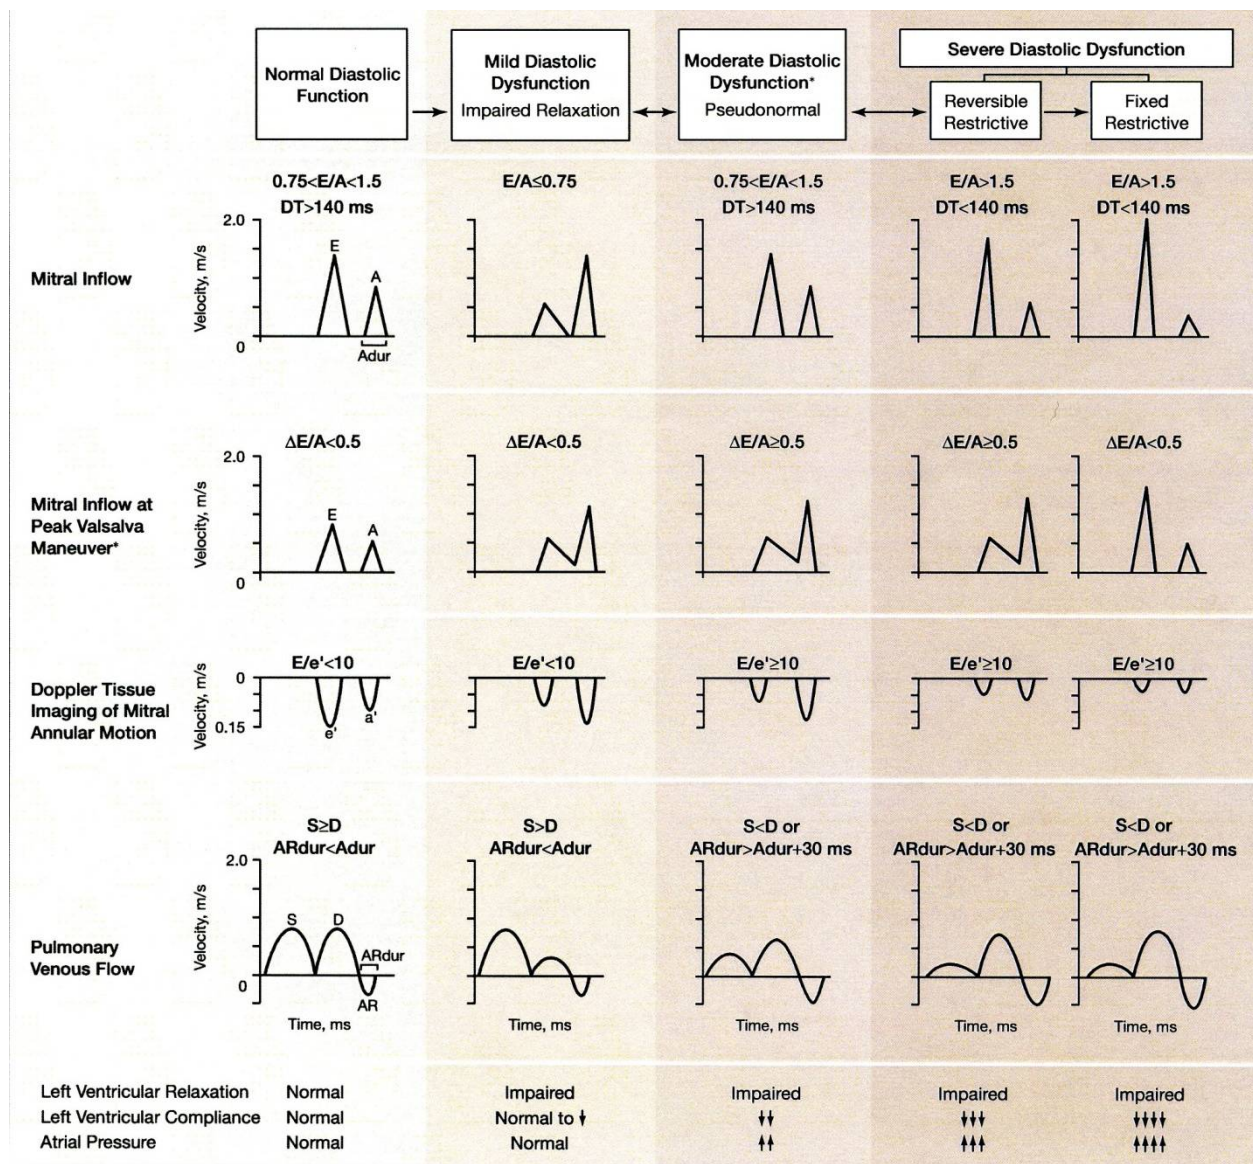 Normal Diastolic
Function
Mild Diastolic
Dysfunction
Impaired Relaxation
Moderate Diastolic
Dysfunction*
Pseudonormal
Severe Diastolic Dysfunction
Reversible
Restrictive
Fixed
Restrictive
Mitral Inflow
0.75<E/A<1.5
DT>140 ms
E/A≤0.75
0.75<E/A<1.5
DT>140 ms
E/A>1.5
DT<140 ms
E/A>1.5
DT<140 ms
Velocity, m/s
2.0
0
E
A
Adur
Mitral Inflow at
Peak Valsalva
Maneuver*
ΔE/A<0.5
ΔE/A<0.5
ΔE/A≥0.5
ΔE/A≥0.5
ΔE/A<0.5
Velocity, m/s
2.0
0
E
A
Doppler Tissue
Imaging of Mitral
Annular Motion
E/e'<10
E/e'<10
E/e'≥10
E/e'≥10
E/e'≥10
Velocity, m/s
0
0.15
e'
a'
Pulmonary
Venous Flow
S≥D
ARdur<Adur
S>D
ARdur<Adur
S<D or
ARdur>Adur+30 ms
S<D or
ARdur>Adur+30 ms
S<D or
ARdur>Adur+30 ms
Velocity, m/s
2.0
0
S
D
ARdur
AR
Time, ms
Time, ms
Time, ms
Time, ms
Time, ms
Left Ventricular Relaxation Normal Impaired Impaired Impaired Impaired
Left Ventricular Compliance Normal Normal to ↓ ↓↓ ↓↓↓ ↓↓↓↓
Atrial Pressure Normal Normal ↑↑ ↑↑↑ ↑↑↑↑